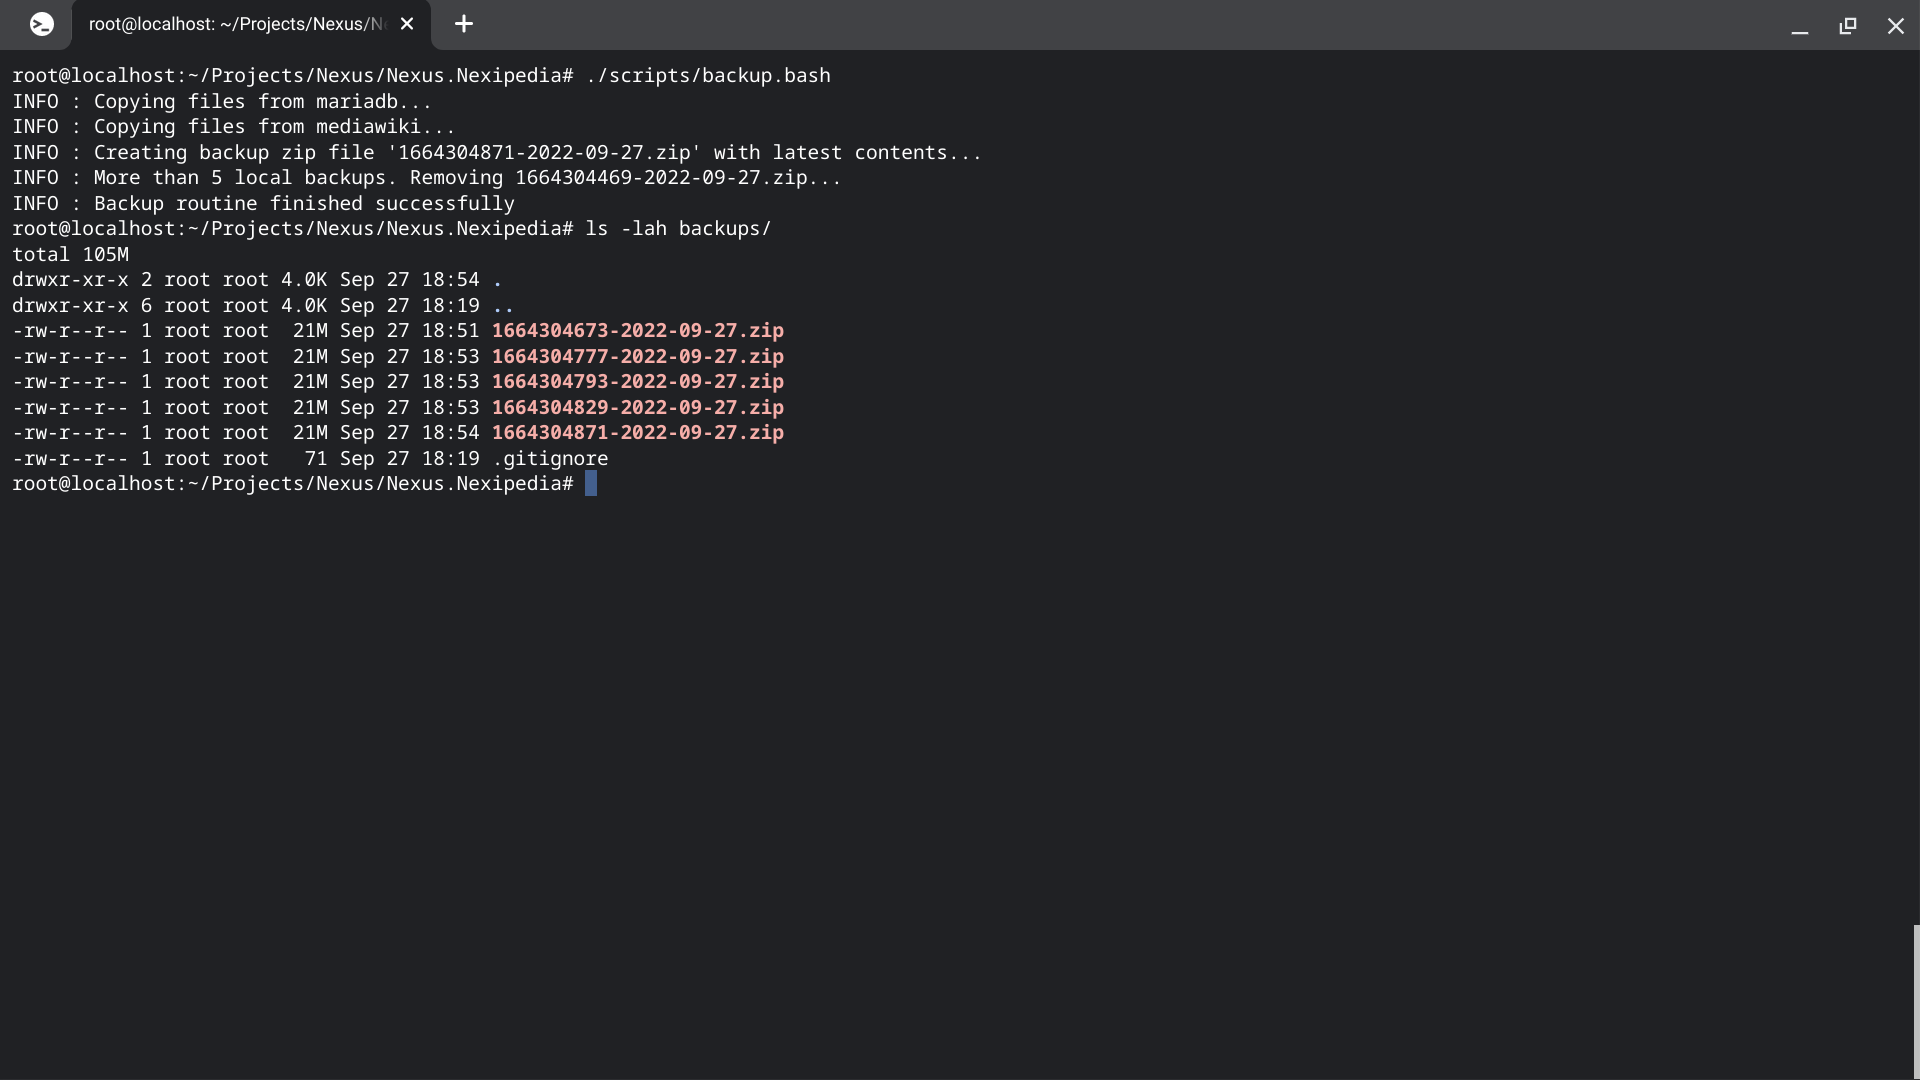 root@localhost: ~/Projects/Nexus/N
root@localhost:~/Projects/Nexus/Nexus.Nexipedia# ./scripts/backup.bash
INFO : Copying files from mariadb...
INFO : Copying files from mediawiki...
INFO : Creating backup zip file '1664304871-2022-09-27.zip' with latest contents...
INFO : More than 5 local backups. Removing 1664304469-2022-09-27.zip...
INFO : Backup routine finished successfully
root@localhost:~/Projects/Nexus/Nexus.Nexipedia# ls -lah backups/
total 105M
drwxr-xr-x 2 root root 4.0K Sep 27 18:54 .
drwxr-xr-x 6 root root 4.0K Sep 27 18:19 ..
-rw-r--r-- 1 root root  21M Sep 27 18:51 1664304673-2022-09-27.zip
-rw-r--r-- 1 root root  21M Sep 27 18:53 1664304777-2022-09-27.zip
-rw-r--r-- 1 root root  21M Sep 27 18:53 1664304793-2022-09-27.zip
-rw-r--r-- 1 root root  21M Sep 27 18:53 1664304829-2022-09-27.zip
-rw-r--r-- 1 root root  21M Sep 27 18:54 1664304871-2022-09-27.zip
-rw-r--r-- 1 root root   71 Sep 27 18:19 .gitignore
root@localhost:~/Projects/Nexus/Nexus.Nexipedia#